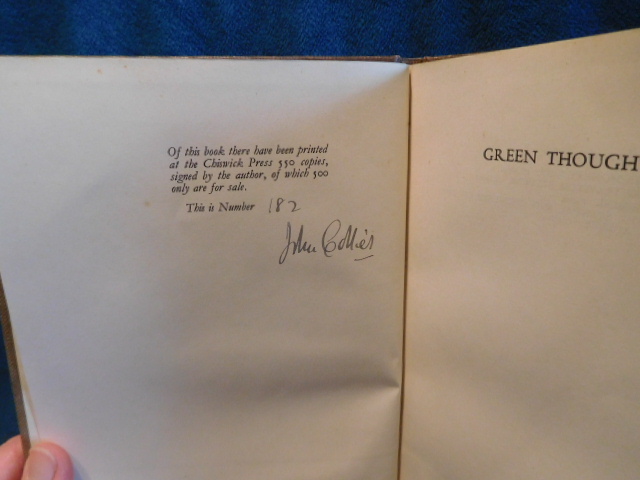 Of this book there have been printed
at the Chiswick Press 550 copies,
signed by the author, of which 500
only are for sale.
This is Number 182
John Collier
GREEN THOUGH